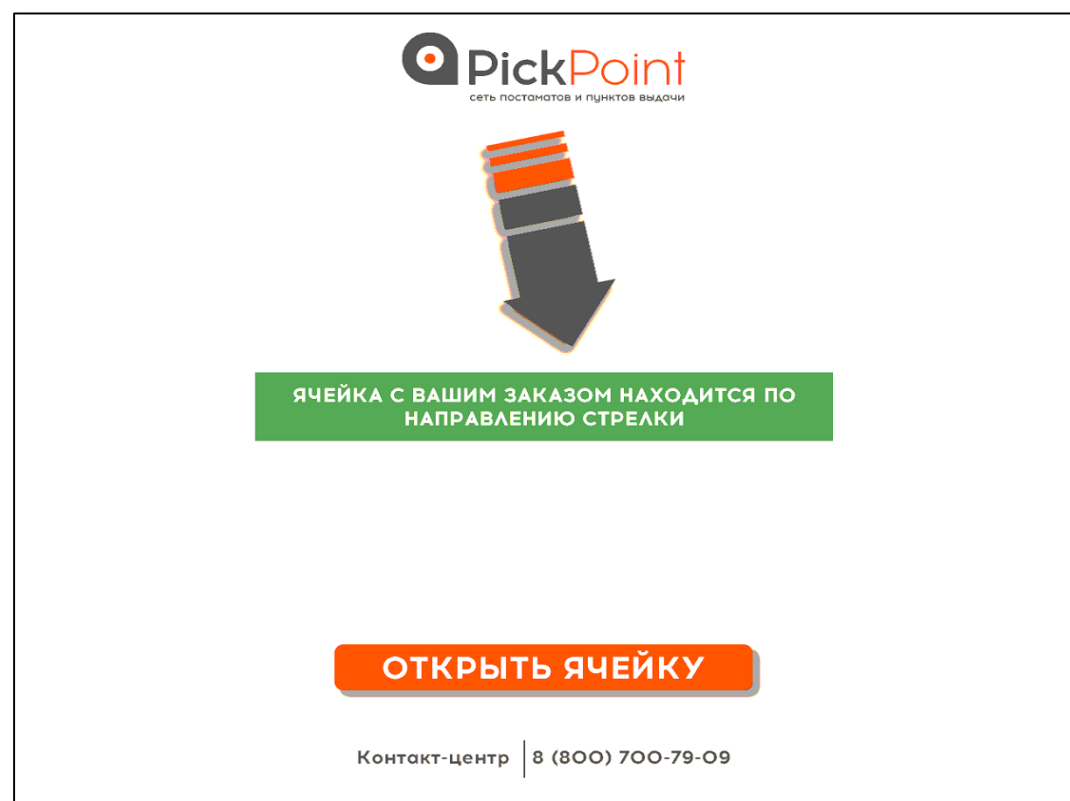 PickPoint
сеть постаматов и пунктов выдачи
ЯЧЕЙКА С ВАШИМ ЗАКАЗОМ НАХОДИТСЯ ПО
НАПРАВЛЕНИЮ СТРЕЛКИ
ОТКРЫТЬ ЯЧЕЙКУ
Контакт-центр 8 (800) 700-79-09